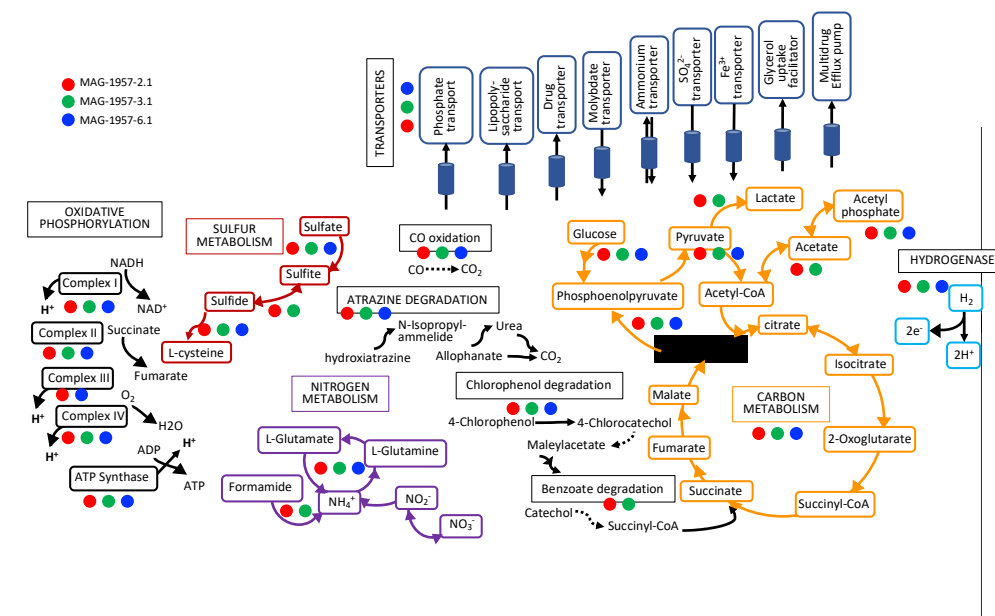 MAG-1957-2.1
MAG-1957-3.1
MAG-1957-6.1
TRANSPORTERS
Phosphate
transport
Lipopoly-
saccharide
transport
Drug
transporter
Molybdate
transporter
Ammonium
transporter
SO₄²⁻
transporter
Fe³⁺
transporter
Glycerol
uptake
facilitator
Multidrug
Efflux pump
OXIDATIVE
PHOSPHORYLATION
NADH
Complex I
H⁺
NAD⁺
Complex II
Succinate
Fumarate
Complex III
O₂
H⁺
Complex IV
H2O
H⁺
ADP
H⁺
ATP Synthase
ATP
SULFUR
METABOLISM
Sulfate
Sulfite
Sulfide
L-cysteine
CO oxidation
CO
CO₂
ATRAZINE DEGRADATION
N-Isopropyl-
ammelide
hydroxiatrazine
Urea
Allophanate
CO₂
NITROGEN
METABOLISM
L-Glutamate
L-Glutamine
Formamide
NH₄⁺
NO₂⁻
NO₃⁻
Chlorophenol degradation
4-Chlorophenol
4-Chlorocatechol
Maleylacetate
Benzoate degradation
Catechol
Succinyl-CoA
Glucose
Phosphoenolpyruvate
Pyruvate
Lactate
Acetyl
phosphate
Acetate
Acetyl-CoA
citrate
Isocitrate
2-Oxoglutarate
Succinyl-CoA
Succinate
Fumarate
Malate
CARBON
METABOLISM
HYDROGENASE
H₂
2e⁻
2H⁺